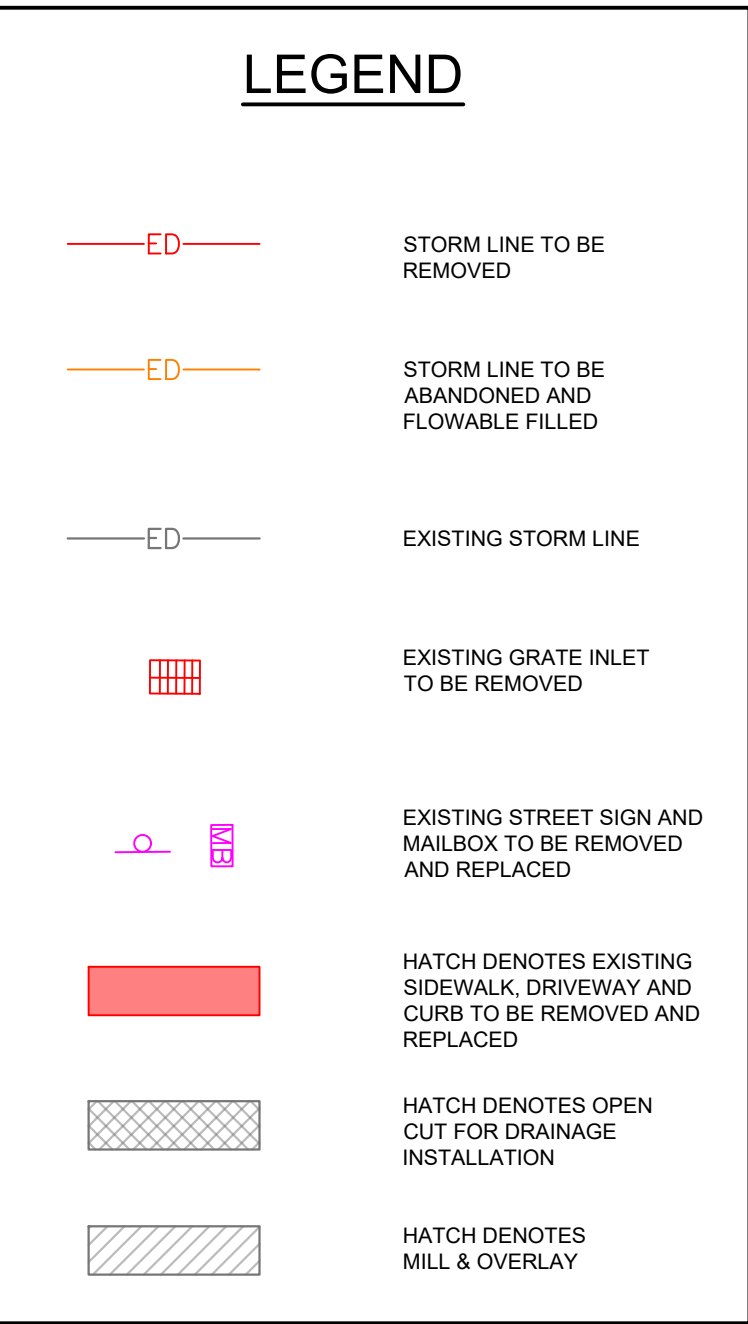 LEGEND
ED
STORM LINE TO BE
REMOVED
ED
STORM LINE TO BE
ABANDONED AND
FLOWABLE FILLED
ED
EXISTING STORM LINE
EXISTING GRATE INLET
TO BE REMOVED
MB
EXISTING STREET SIGN AND
MAILBOX TO BE REMOVED
AND REPLACED
HATCH DENOTES EXISTING
SIDEWALK, DRIVEWAY AND
CURB TO BE REMOVED AND
REPLACED
HATCH DENOTES OPEN
CUT FOR DRAINAGE
INSTALLATION
HATCH DENOTES
MILL & OVERLAY